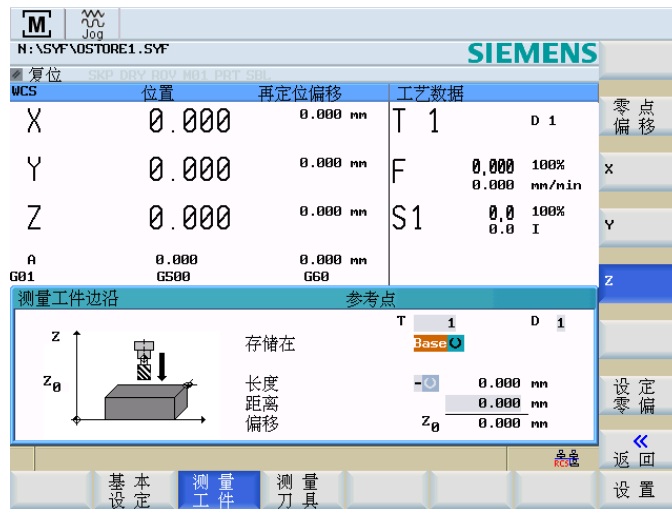 M
Jog
N:\SYF\OSTORE1.SYF
SIEMENS
复位 SKP DRY ROV M01 PRT SBL
WCS 位置 再定位偏移 工艺数据
零点偏移
X 0.000 0.000 mm T 1 D 1
X
Y 0.000 0.000 mm F 0.000 100%
0.000 mm/min
Y
Z 0.000 0.000 mm S1 0.0 100%
0.0 I
A 0.000 0.000 mm
G01 G500 G60
Z
测量工件边沿 参考点
T 1 D 1
Z
存储在 Base
Z0
长度 - 0.000 mm
距离 0.000 mm
偏移 Z0 0.000 mm
设定零偏
«
返回
RCS
基本设定 测量工件 测量刀具
设置